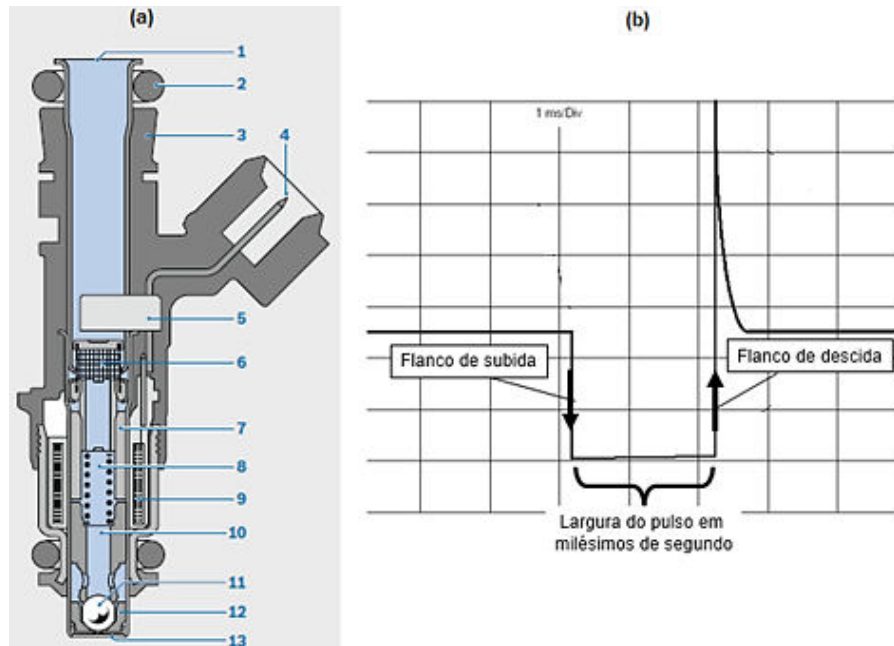 (a)
1
2
3
4
5
6
7
8
9
10
11
12
13
(b)
1 ms/Div
Flanco de subida
Flanco de descida
Largura do pulso em
milésimos de segundo